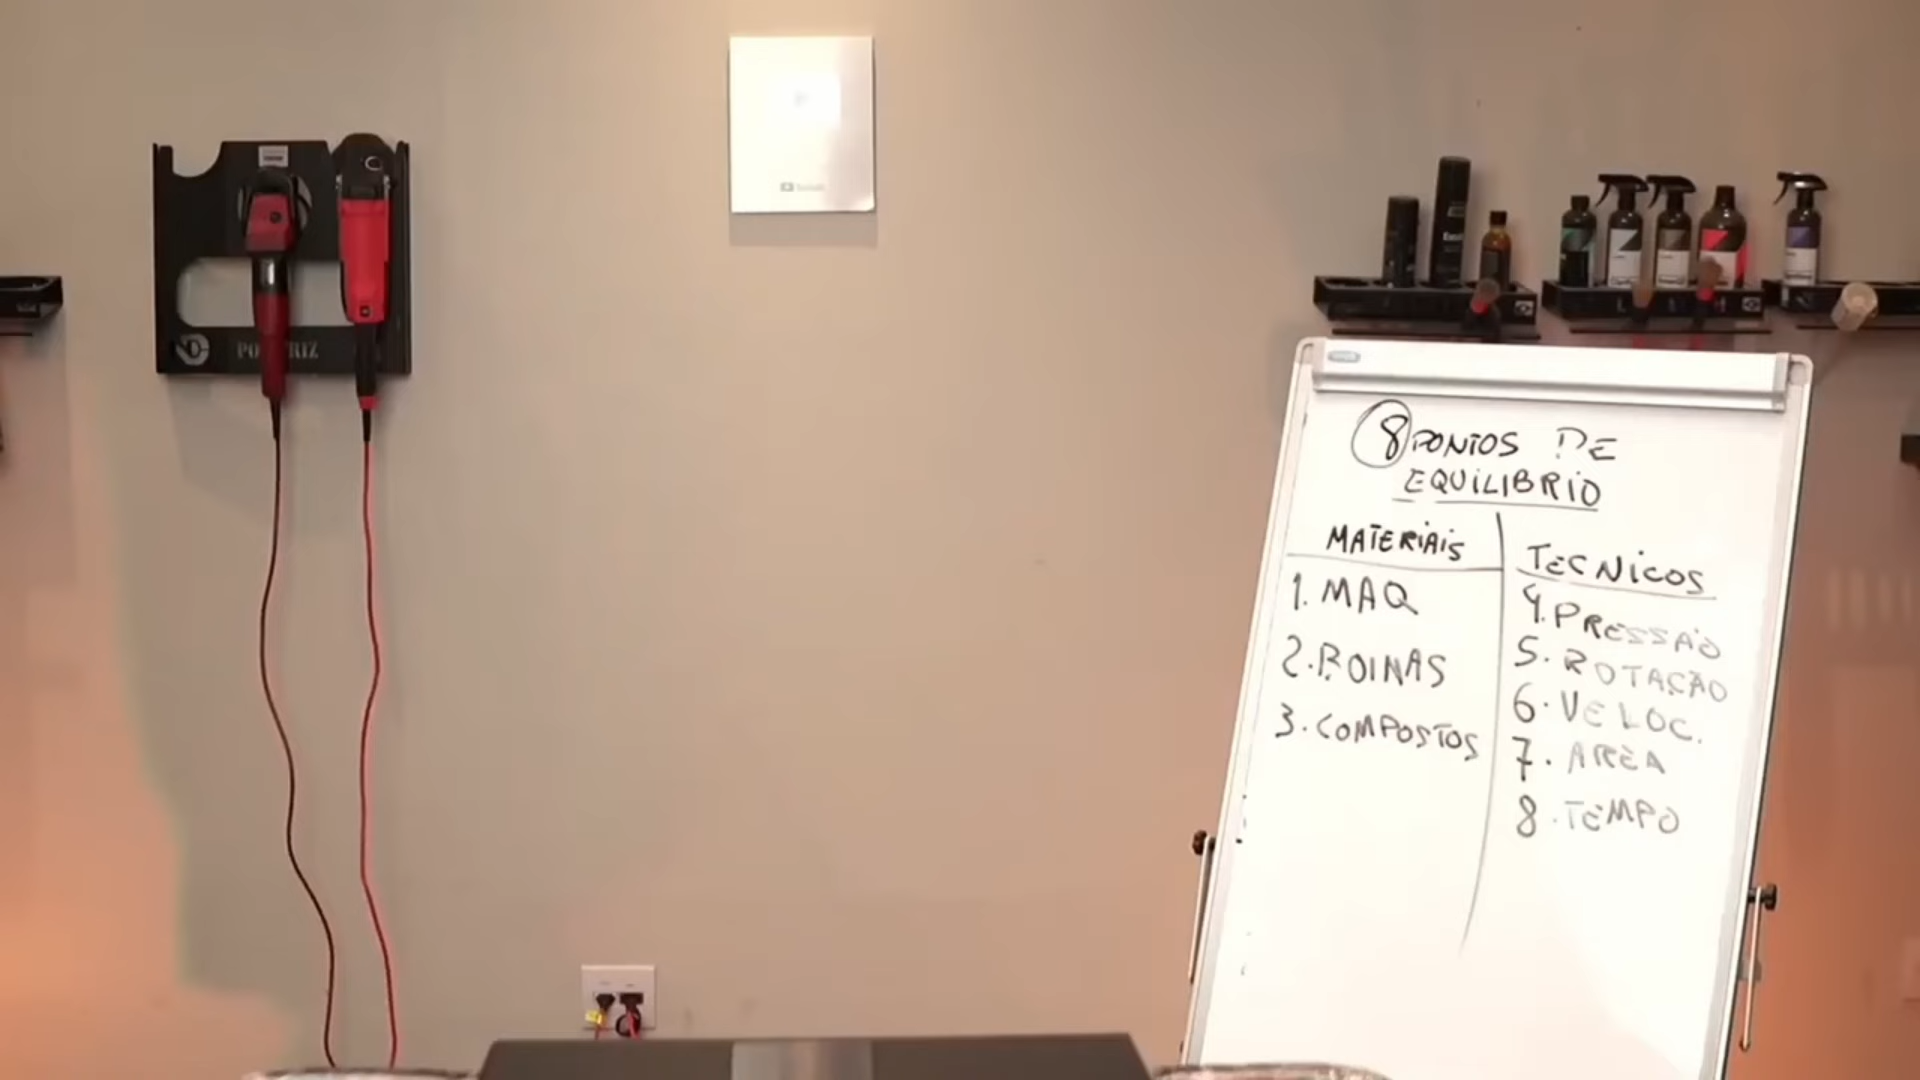 POLITRIZ
8 PONTOS DE
EQUILIBRIO
MATERIAIS
1. MAQ
2. BOINAS
3. COMPOSTOS
TECNICOS
4. PRESSÃO
5. ROTAÇÃO
6. VELOC.
7. AREA
8. TEMPO